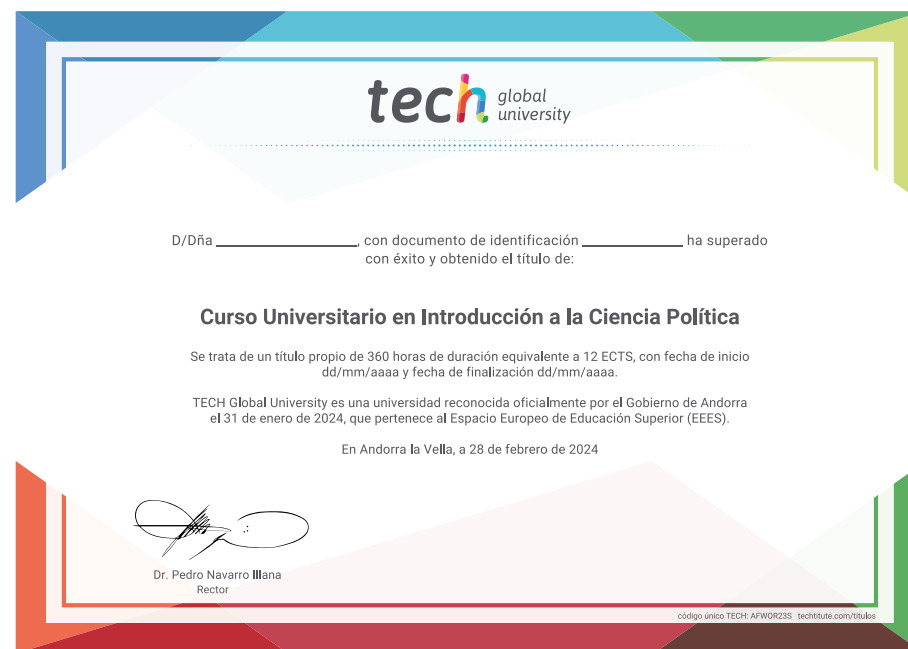 tech global
university
D/Dña ____________________, con documento de identificación ______________ ha superado
con éxito y obtenido el título de:
Curso Universitario en Introducción a la Ciencia Política
Se trata de un título propio de 360 horas de duración equivalente a 12 ECTS, con fecha de inicio
dd/mm/aaaa y fecha de finalización dd/mm/aaaa.
TECH Global University es una universidad reconocida oficialmente por el Gobierno de Andorra
el 31 de enero de 2024, que pertenece al Espacio Europeo de Educación Superior (EEES).
En Andorra la Vella, a 28 de febrero de 2024
Dr. Pedro Navarro Illana
Rector
código único TECH: AFWOR23S techtitute.com/titulos